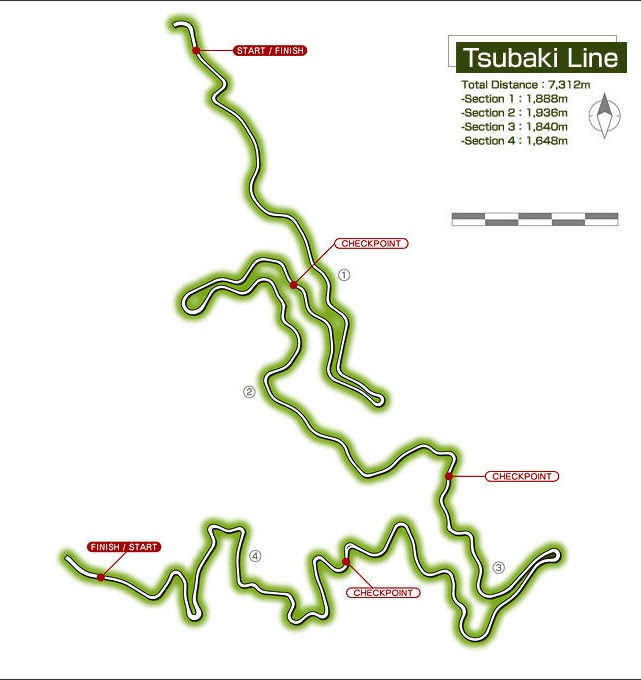 START / FINISH
Tsubaki Line
Total Distance : 7,312m
-Section 1 : 1,888m
-Section 2 : 1,936m
-Section 3 : 1,840m
-Section 4 : 1,648m
CHECKPOINT
①
②
CHECKPOINT
FINISH / START
④
③
CHECKPOINT